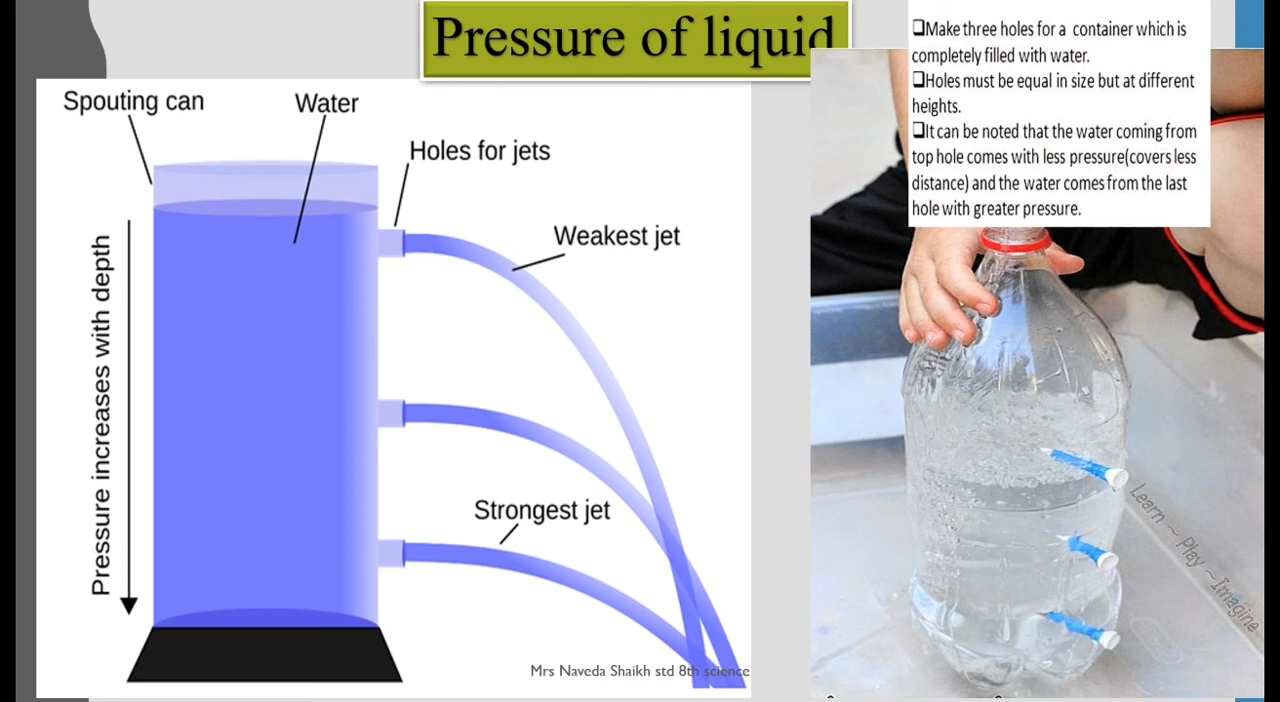 Pressure of liquid
Spouting can
Water
Holes for jets
Weakest jet
Strongest jet
Pressure increases with depth
Mrs Naveda Shaikh std 8th science
❑Make three holes for a container which is
completely filled with water.
❑Holes must be equal in size but at different
heights.
❑It can be noted that the water coming from
top hole comes with less pressure(covers less
distance) and the water comes from the last
hole with greater pressure.
Learn ~ Play ~Imagine